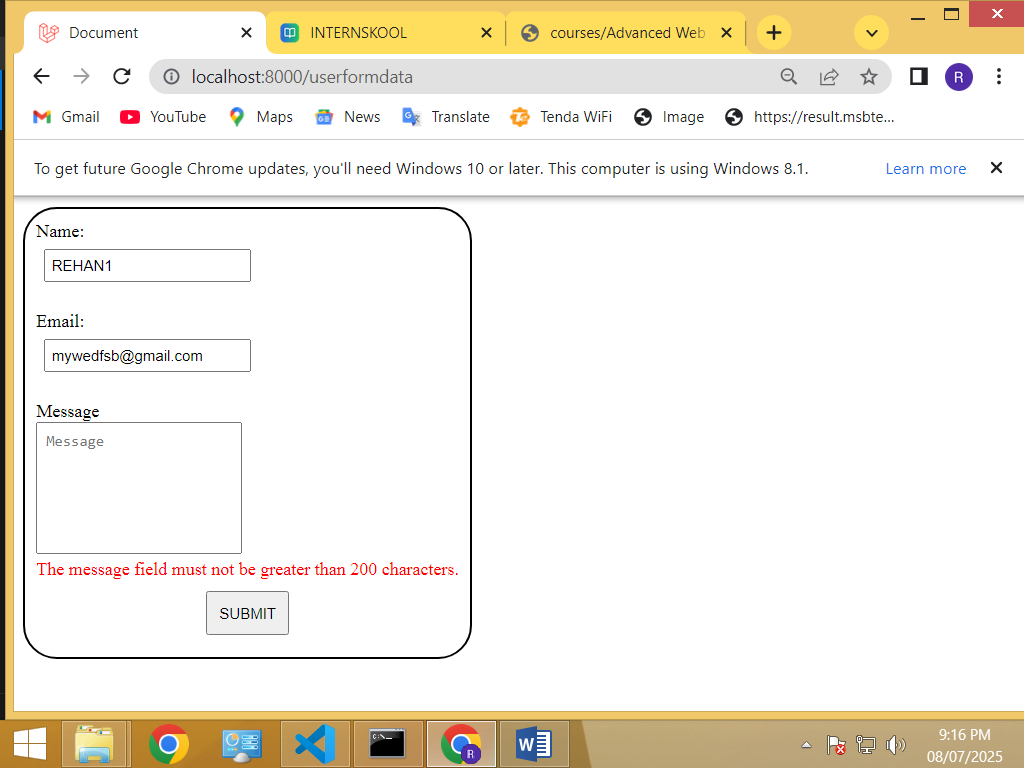 Document
INTERNSKOOL
courses/Advanced Web
localhost:8000/userformdata
R
Gmail
YouTube
Maps
News
Translate
Tenda WiFi
Image
https://result.msbte...
To get future Google Chrome updates, you'll need Windows 10 or later. This computer is using Windows 8.1.
Learn more
Name:
REHAN1
Email:
mywedfsb@gmail.com
Message
Message
The message field must not be greater than 200 characters.
SUBMIT
9:16 PM
08/07/2025